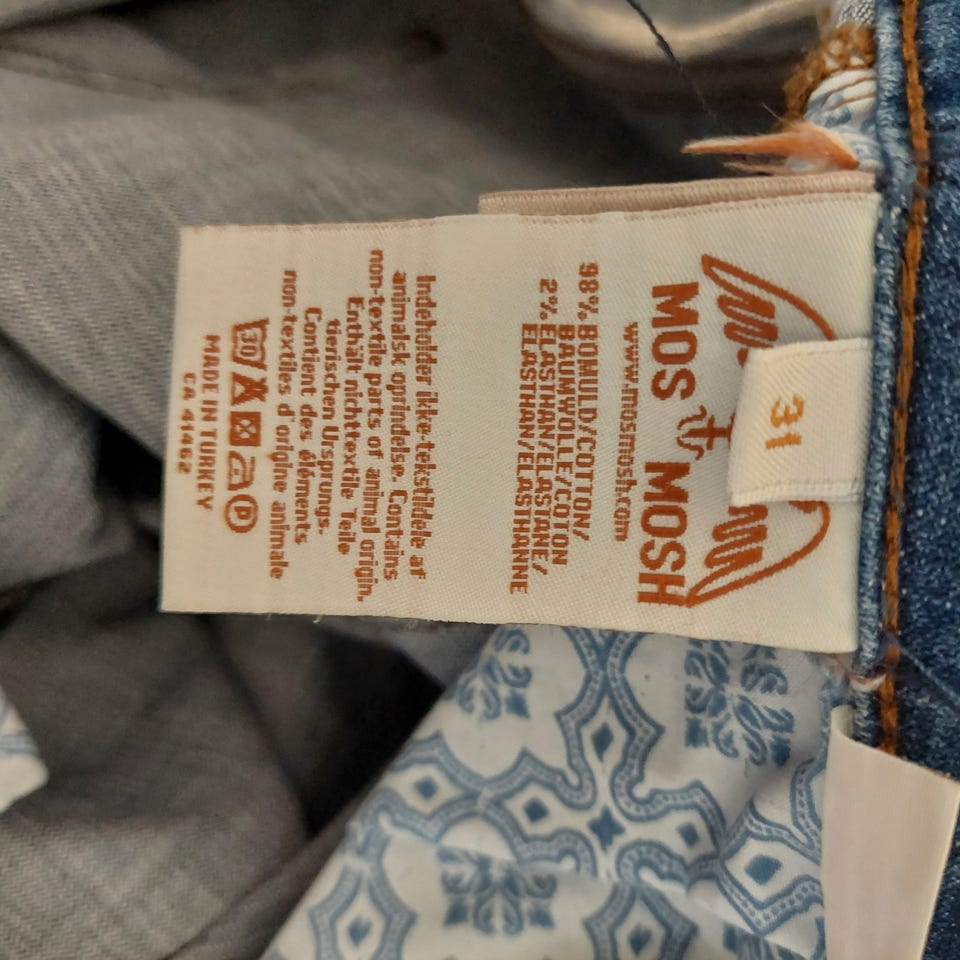 31
MOS MOSH
www.mosmosh.com
98% BOMULD/COTTON/
BAUMWOLLE/COTON
2% ELASTHAN/ELASTANE/
ELASTHAN/ELASTHANNE
Indeholder ikke-tekstildele af
animalsk oprindelse. Contains
non-textile parts of animal origin.
Enthält nichttextile Teile
tierischen Ursprungs.
Contient des éléments
non-textiles d'origine animale
30 P
MADE IN TURKEY
CA 41462